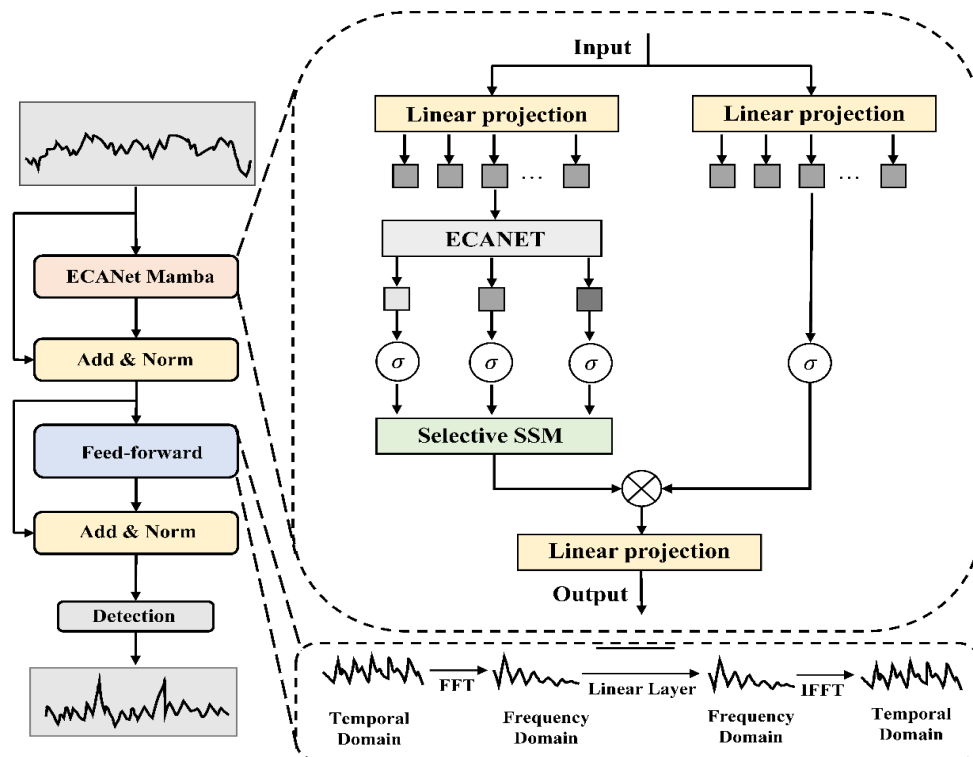 Input
Linear projection
Linear projection
...
...
ECANET
σ
σ
σ
σ
Selective SSM
Linear projection
Output
ECANet Mamba
Add & Norm
Feed-forward
Add & Norm
Detection
FFT
Linear Layer
IFFT
Temporal
Domain
Frequency
Domain
Frequency
Domain
Temporal
Domain